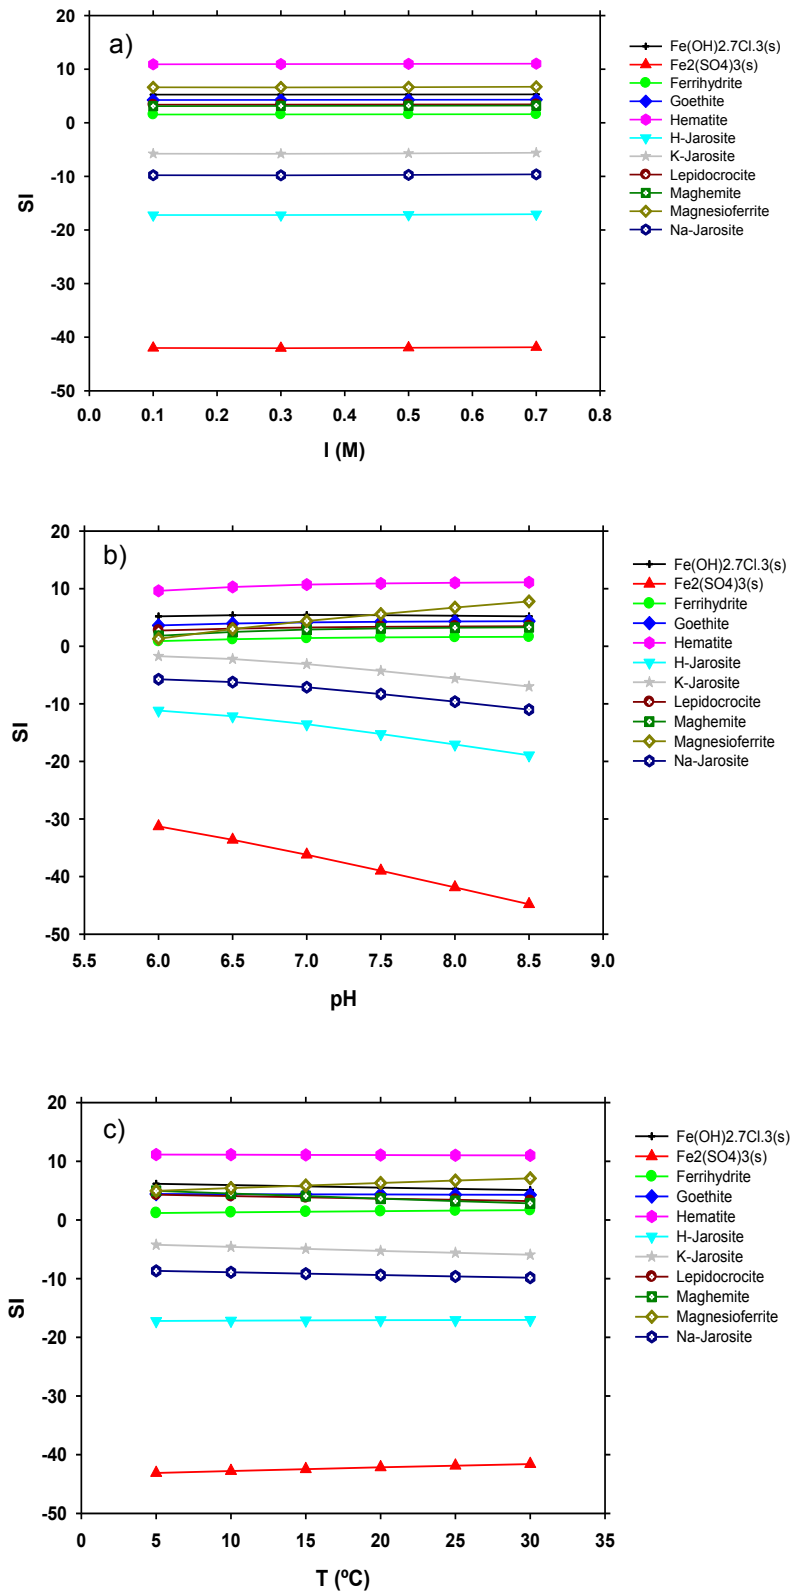 a)
20
10
0
-10
-20
-30
-40
-50
SI
0.0 0.1 0.2 0.3 0.4 0.5 0.6 0.7 0.8
I (M)
Fe(OH)2.7Cl.3(s)
Fe2(SO4)3(s)
Ferrihydrite
Goethite
Hematite
H-Jarosite
K-Jarosite
Lepidocrocite
Maghemite
Magnesioferrite
Na-Jarosite
b)
20
10
0
-10
-20
-30
-40
-50
SI
5.5 6.0 6.5 7.0 7.5 8.0 8.5 9.0
pH
Fe(OH)2.7Cl.3(s)
Fe2(SO4)3(s)
Ferrihydrite
Goethite
Hematite
H-Jarosite
K-Jarosite
Lepidocrocite
Maghemite
Magnesioferrite
Na-Jarosite
c)
20
10
0
-10
-20
-30
-40
-50
SI
0 5 10 15 20 25 30 35
T (ºC)
Fe(OH)2.7Cl.3(s)
Fe2(SO4)3(s)
Ferrihydrite
Goethite
Hematite
H-Jarosite
K-Jarosite
Lepidocrocite
Maghemite
Magnesioferrite
Na-Jarosite